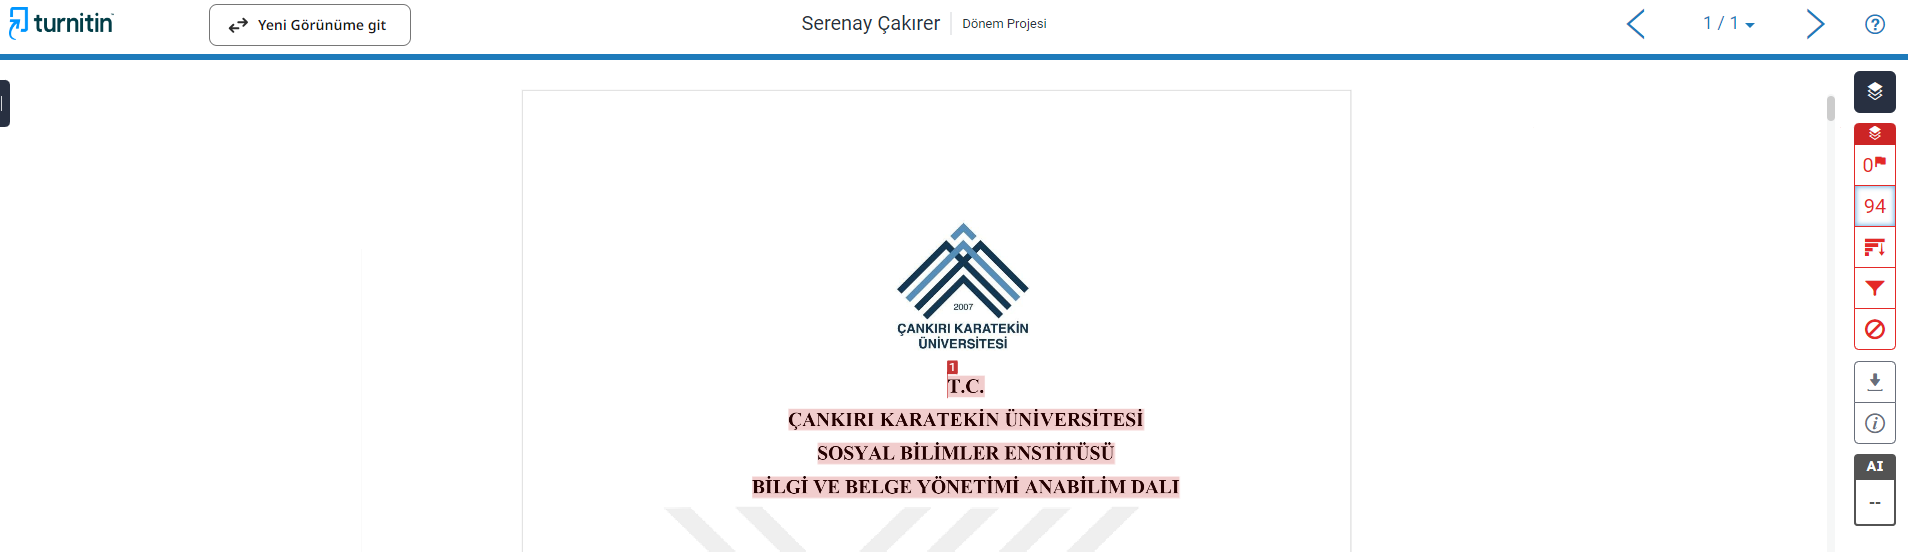 turnitin
Yeni Görünüme git
Serenay Çakırer
Dönem Projesi
1 / 1
?
0
94
i
AI
--
2007
ÇANKIRI KARATEKİN
ÜNİVERSİTESİ
1
T.C.
ÇANKIRI KARATEKİN ÜNİVERSİTESİ
SOSYAL BİLİMLER ENSTİTÜSÜ
BİLGİ VE BELGE YÖNETİMİ ANABİLİM DALI